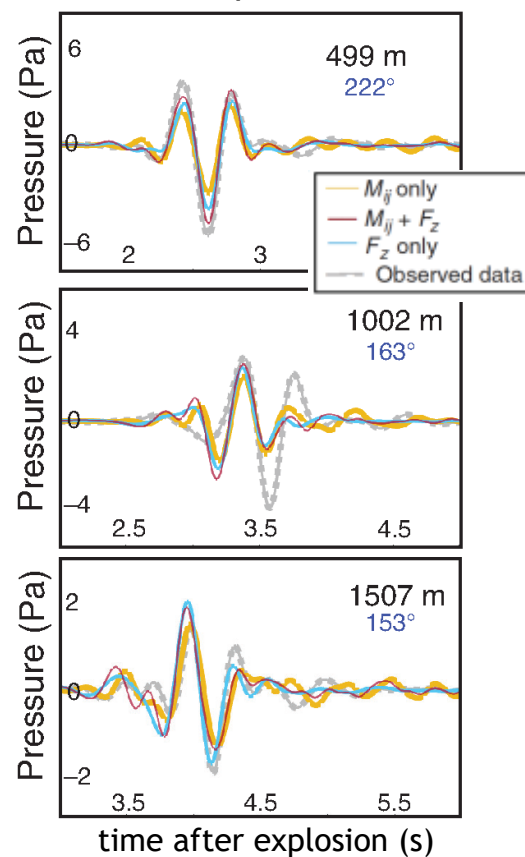 6
499 m
222°
Pressure (Pa)
0
–6
2 3
M_ij only
M_ij + F_z
F_z only
Observed data
4
1002 m
163°
Pressure (Pa)
0
–4
2.5 3.5 4.5
2
1507 m
153°
Pressure (Pa)
0
–2
3.5 4.5 5.5
time after explosion (s)